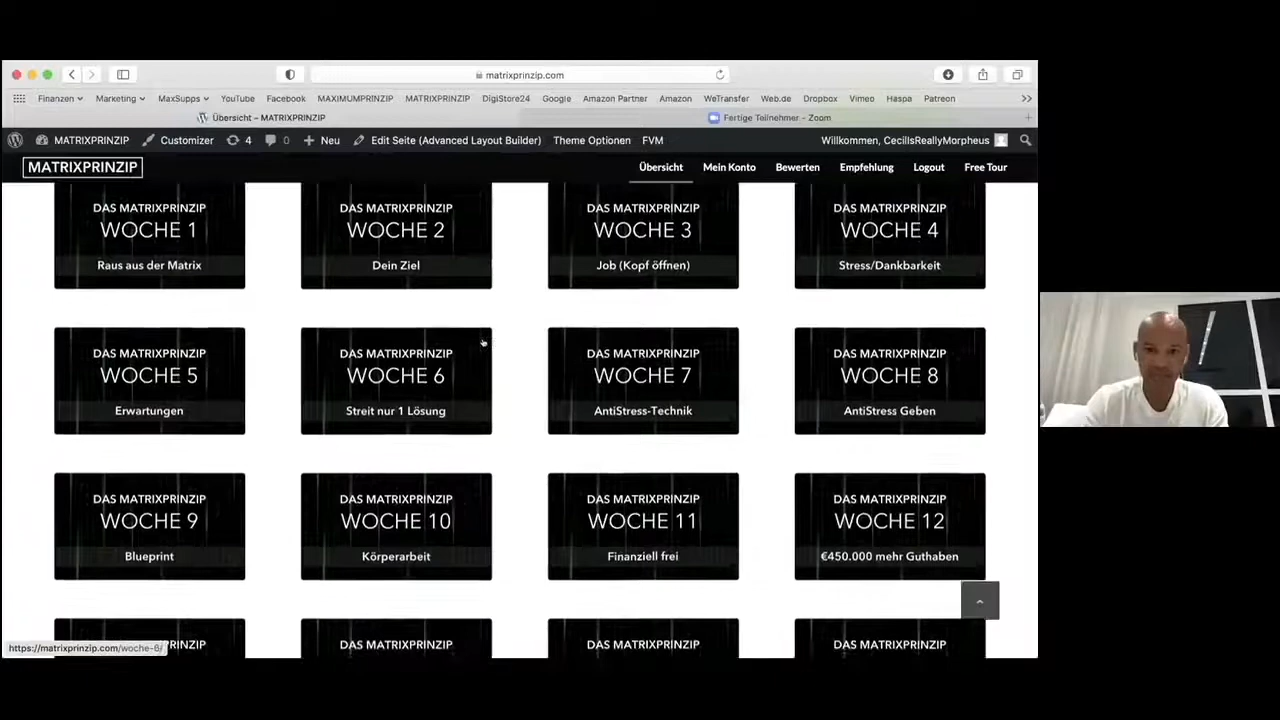 matrixprinzip.com
Finanzen Marketing MaxSupps YouTube Facebook MAXIMUMPRINZIP MATRIXPRINZIP DigiStore24 Google Amazon Partner Amazon WeTransfer Web.de Dropbox Vimeo Haspa Patreon
Übersicht – MATRIXPRINZIP Fertige Teilnehmer - Zoom
MATRIXPRINZIP Customizer 4 0 Neu Edit Seite (Advanced Layout Builder) Theme Optionen FVM Willkommen, CecilIsReallyMorpheus
MATRIXPRINZIP Übersicht Mein Konto Bewerten Empfehlung Logout Free Tour
DAS MATRIXPRINZIP
WOCHE 1
Raus aus der Matrix
DAS MATRIXPRINZIP
WOCHE 2
Dein Ziel
DAS MATRIXPRINZIP
WOCHE 3
Job (Kopf öffnen)
DAS MATRIXPRINZIP
WOCHE 4
Stress/Dankbarkeit
DAS MATRIXPRINZIP
WOCHE 5
Erwartungen
DAS MATRIXPRINZIP
WOCHE 6
Streit nur 1 Lösung
DAS MATRIXPRINZIP
WOCHE 7
AntiStress-Technik
DAS MATRIXPRINZIP
WOCHE 8
AntiStress Geben
DAS MATRIXPRINZIP
WOCHE 9
Blueprint
DAS MATRIXPRINZIP
WOCHE 10
Körperarbeit
DAS MATRIXPRINZIP
WOCHE 11
Finanziell frei
DAS MATRIXPRINZIP
WOCHE 12
€450.000 mehr Guthaben
RIXPRINZIP
DAS MATRIXPRINZIP
DAS MATRIXPRINZIP
DAS MATRIXPRINZIP
https://matrixprinzip.com/woche-6/